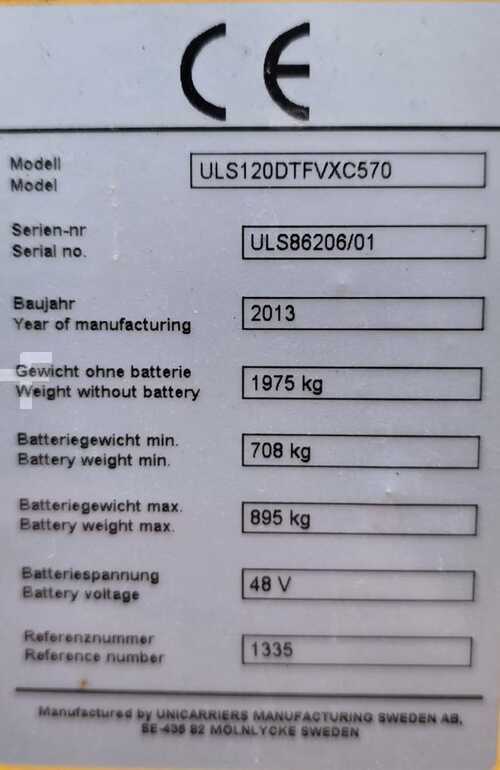 CE
Modell
Model
ULS120DTFVXC570
Serien-nr
Serial no.
ULS86206/01
Baujahr
Year of manufacturing
2013
Gewicht ohne batterie
Weight without battery
1975 kg
Batteriegewicht min.
Battery weight min.
708 kg
Batteriegewicht max.
Battery weight max.
895 kg
Batteriespannung
Battery voltage
48 V
Referenznummer
Reference number
1335
Manufactured by UNICARRIERS MANUFACTURING SWEDEN AB,
SE-435 82 MOLNLYCKE SWEDEN